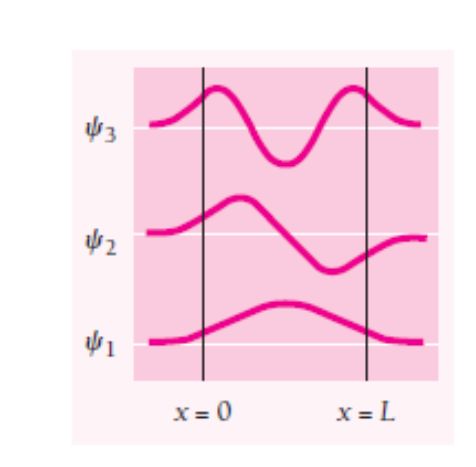 ψ₃
ψ₂
ψ₁
x = 0 x = L